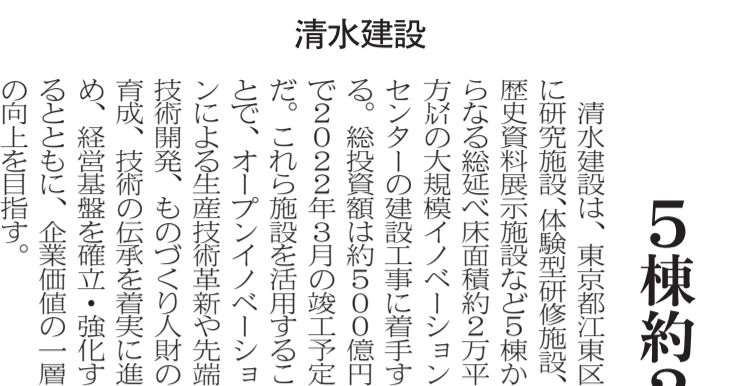 清水建設
5棟約
清水建設は、東京都江東区
に研究施設、体験型研修施設、
歴史資料展示施設など5棟か
らなる総延べ床面積約2万平
方㍍の大規模イノベーション
センターの建設工事に着手す
る。総投資額は約500億円
で2022年3月の竣工予定
だ。これら施設を活用するこ
とで、オープンイノベーショ
ンによる生産技術革新や先端
技術開発、ものづくり人財の
育成、技術の伝承を着実に進
め、経営基盤を確立・強化す
るとともに、企業価値の一層
の向上を目指す。